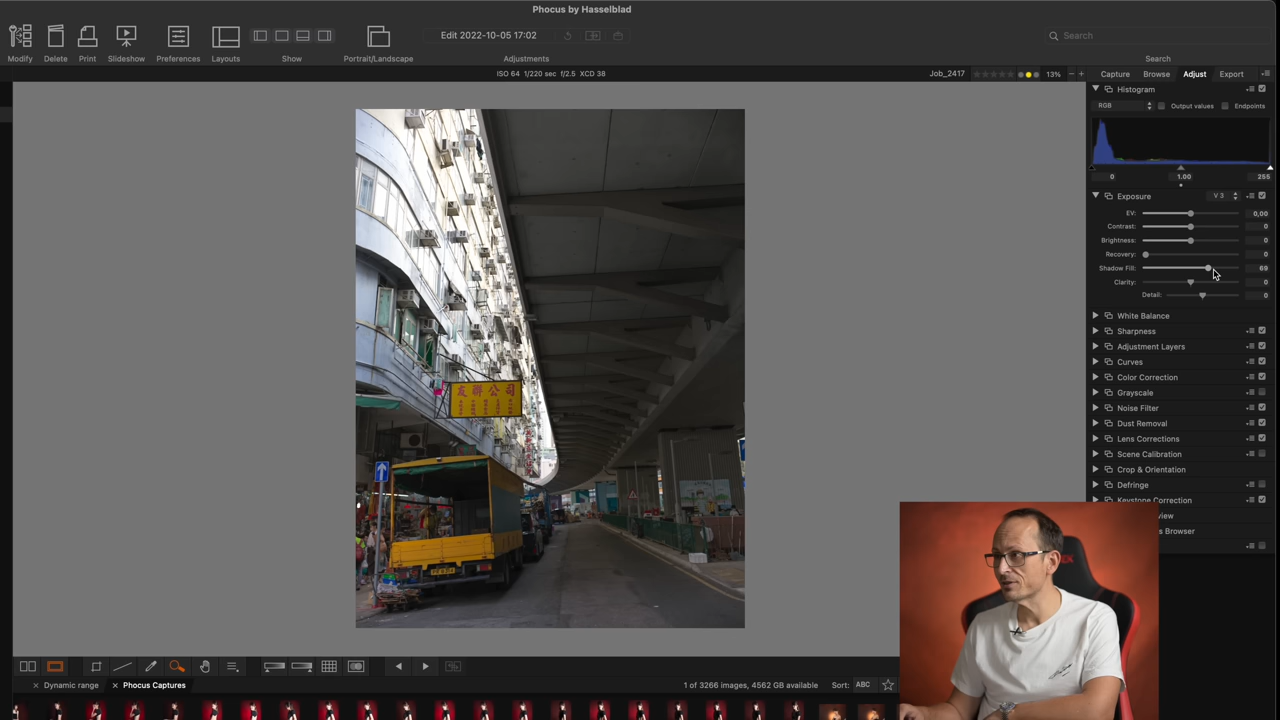 Phocus by Hasselblad
Modify
Delete
Print
Slideshow
Preferences
Layouts
Show
Portrait/Landscape
Edit 2022-10-05 17:02
Adjustments
Search
Search
ISO 64 1/220 sec f/2.5 XCD 38
Job_2417
13%
Capture
Browse
Adjust
Export
Histogram
RGB
Output values
Endpoints
0
1.00
255
Exposure
V 3
EV: 0,00
Contrast: 0
Brightness: 0
Recovery: 0
Shadow Fill: 69
Clarity: 0
Detail: 0
White Balance
Sharpness
Adjustment Layers
Curves
Color Correction
Grayscale
Noise Filter
Dust Removal
Lens Corrections
Scene Calibration
Crop & Orientation
Defringe
Keystone Correction
view
s Browser
友聯公司
Dynamic range
Phocus Captures
1 of 3266 images, 4562 GB available
Sort: ABC